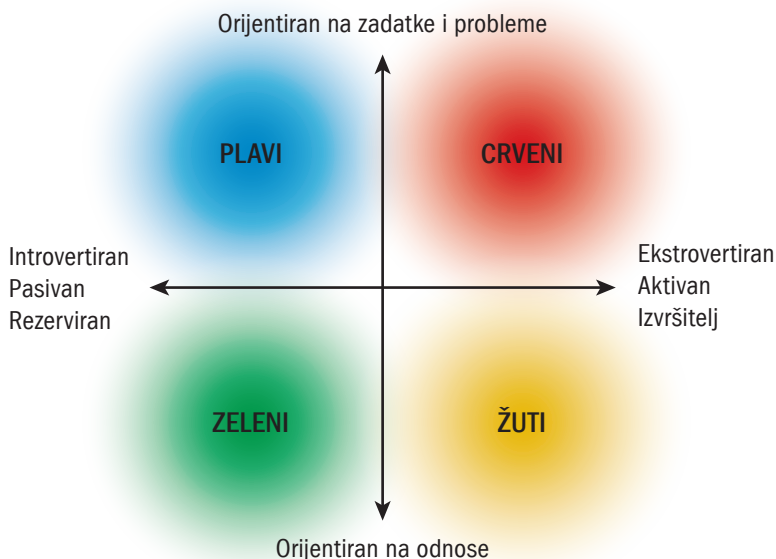 Orijentiran na zadatke i probleme
PLAVI
CRVENI
Introvertiran
Pasivan
Rezerviran
Ekstrovertiran
Aktivan
Izvršitelj
ZELENI
ŽUTI
Orijentiran na odnose